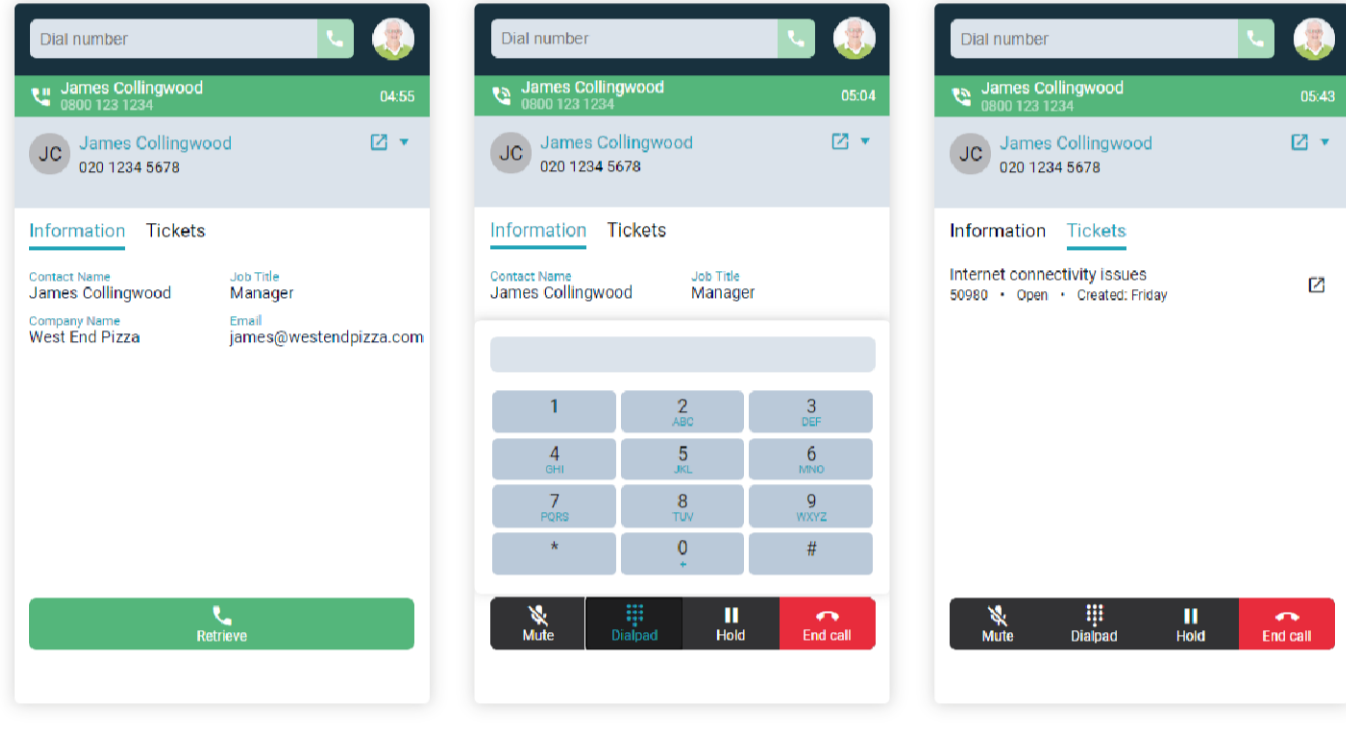 Dial number
James Collingwood
0800 123 1234
04:55
JC
James Collingwood
020 1234 5678
Information Tickets
Contact Name Job Title
James Collingwood Manager
Company Name Email
West End Pizza james@westendpizza.com
Retrieve
Dial number
James Collingwood
0800 123 1234
05:04
JC
James Collingwood
020 1234 5678
Information Tickets
Contact Name Job Title
James Collingwood Manager
1 2 3
ABC DEF
4 5 6
GHI JKL MNO
7 8 9
PQRS TUV WXYZ
* 0 #
+
Mute Dialpad Hold End call
Dial number
James Collingwood
0800 123 1234
05:43
JC
James Collingwood
020 1234 5678
Information Tickets
Internet connectivity issues
50980 • Open • Created: Friday
Mute Dialpad Hold End call